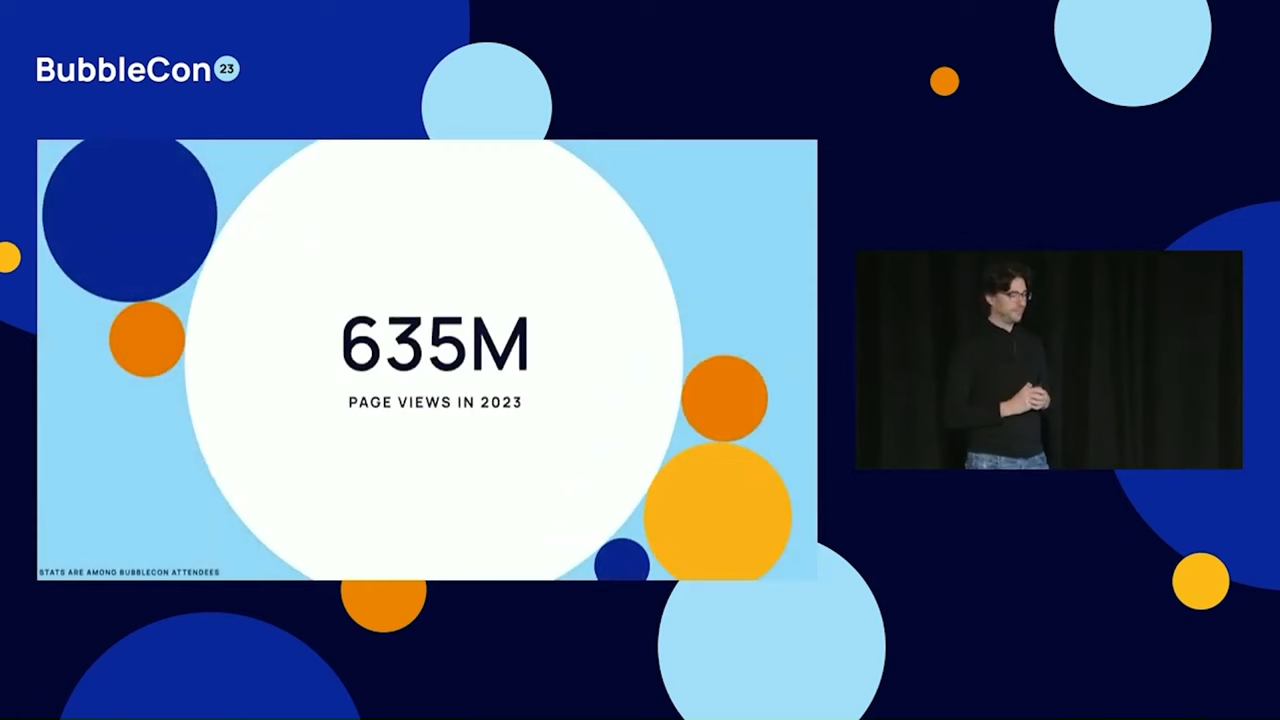 BubbleCon 23
635M
PAGE VIEWS IN 2023
STATS ARE AMONG BUBBLECON ATTENDEES